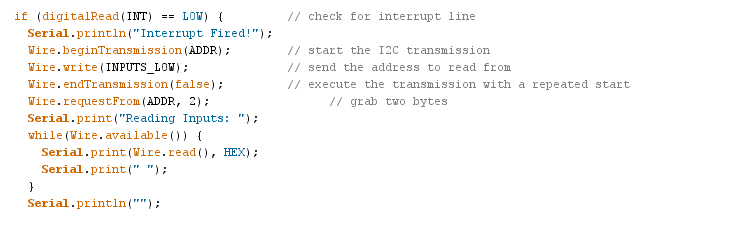 if (digitalRead(INT) == LOW) {         // check for interrupt line
  Serial.println("Interrupt Fired!");
  Wire.beginTransmission(ADDR);        // start the I2C transmission
  Wire.write(INPUTS_LOW);              // send the address to read from
  Wire.endTransmission(false);         // execute the transmission with a repeated start
  Wire.requestFrom(ADDR, 2);                 // grab two bytes
  Serial.print("Reading Inputs: ");
  while(Wire.available()) {
    Serial.print(Wire.read(), HEX);
    Serial.print(" ");
  }
  Serial.println("");